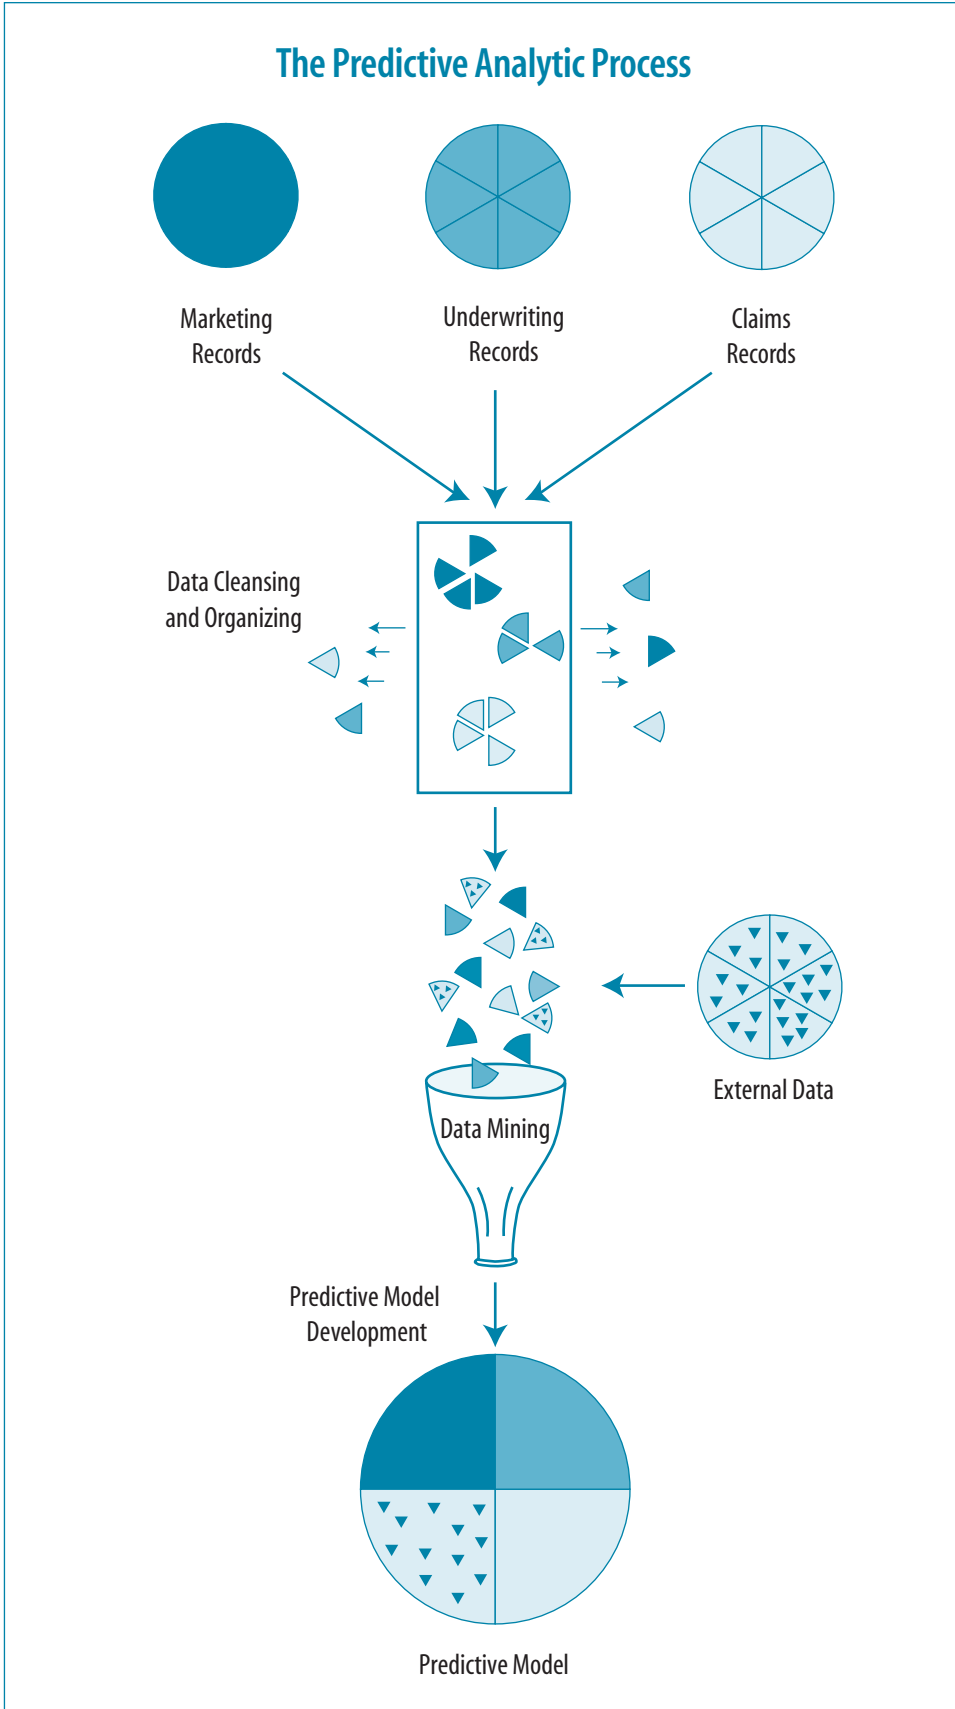 The Predictive Analytic Process
Marketing
Records
Underwriting
Records
Claims
Records
Data Cleansing
and Organizing
External Data
Data Mining
Predictive Model
Development
Predictive Model